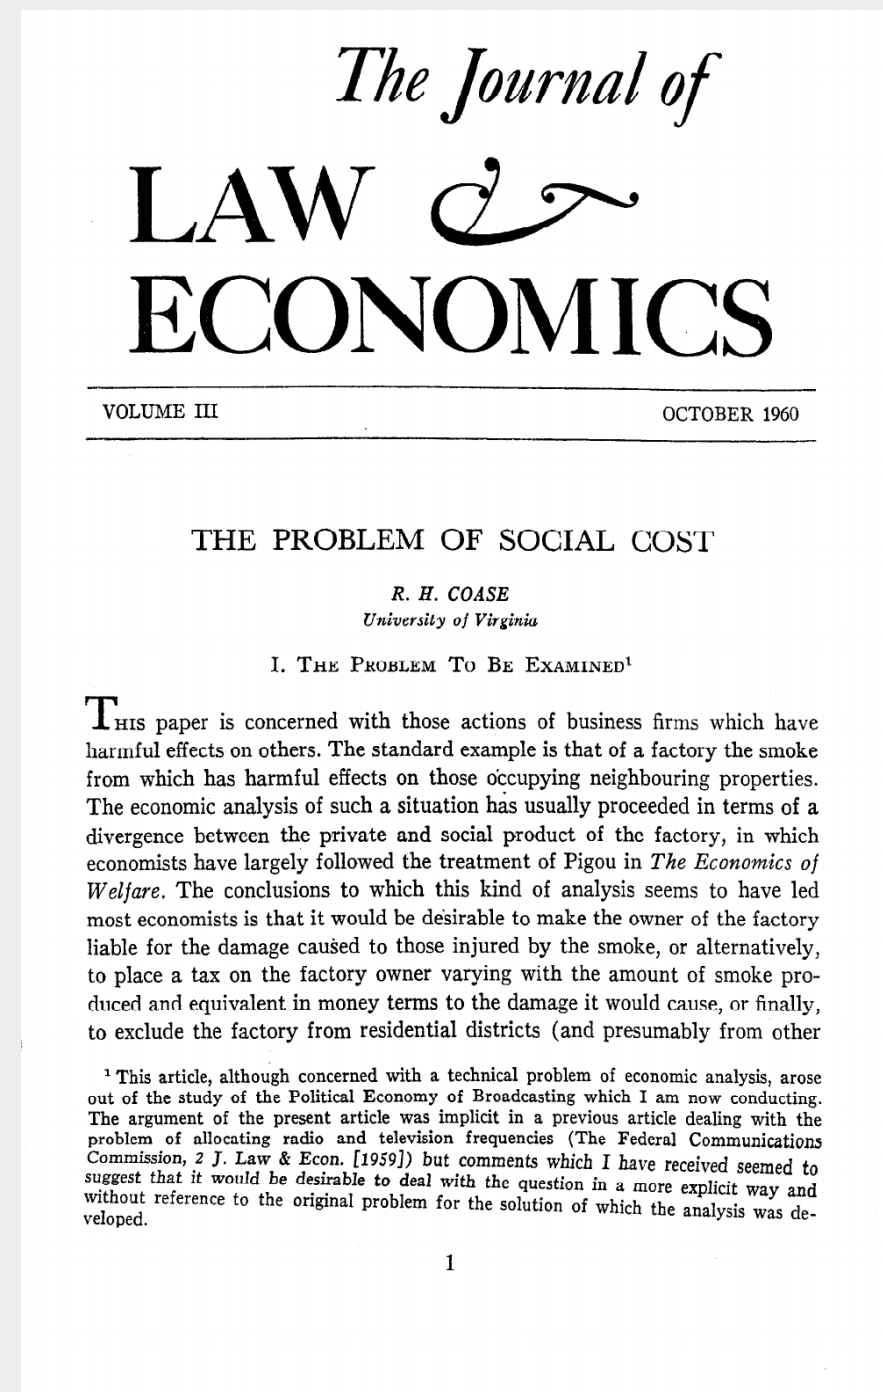 The Journal of
LAW &
ECONOMICS
VOLUME III
OCTOBER 1960
THE PROBLEM OF SOCIAL COST
R. H. COASE
University of Virginia
I. The Problem To Be Examined¹
This paper is concerned with those actions of business firms which have
harmful effects on others. The standard example is that of a factory the smoke
from which has harmful effects on those occupying neighbouring properties.
The economic analysis of such a situation has usually proceeded in terms of a
divergence between the private and social product of the factory, in which
economists have largely followed the treatment of Pigou in The Economics of
Welfare. The conclusions to which this kind of analysis seems to have led
most economists is that it would be desirable to make the owner of the factory
liable for the damage caused to those injured by the smoke, or alternatively,
to place a tax on the factory owner varying with the amount of smoke pro-
duced and equivalent in money terms to the damage it would cause, or finally,
to exclude the factory from residential districts (and presumably from other
¹ This article, although concerned with a technical problem of economic analysis, arose
out of the study of the Political Economy of Broadcasting which I am now conducting.
The argument of the present article was implicit in a previous article dealing with the
problem of allocating radio and television frequencies (The Federal Communications
Commission, 2 J. Law & Econ. [1959]) but comments which I have received seemed to
suggest that it would be desirable to deal with the question in a more explicit way and
without reference to the original problem for the solution of which the analysis was de-
veloped.
1